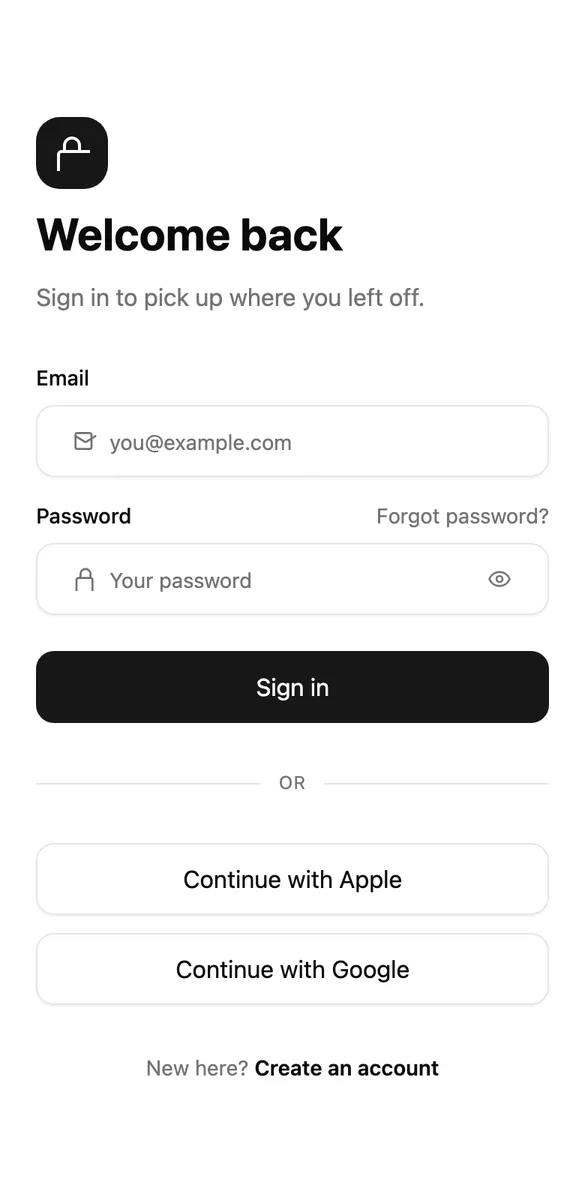 Welcome back
Sign in to pick up where you left off.
Email
you@example.com
Password Forgot password?
Your password
Sign in
OR
Continue with Apple
Continue with Google
New here? Create an account